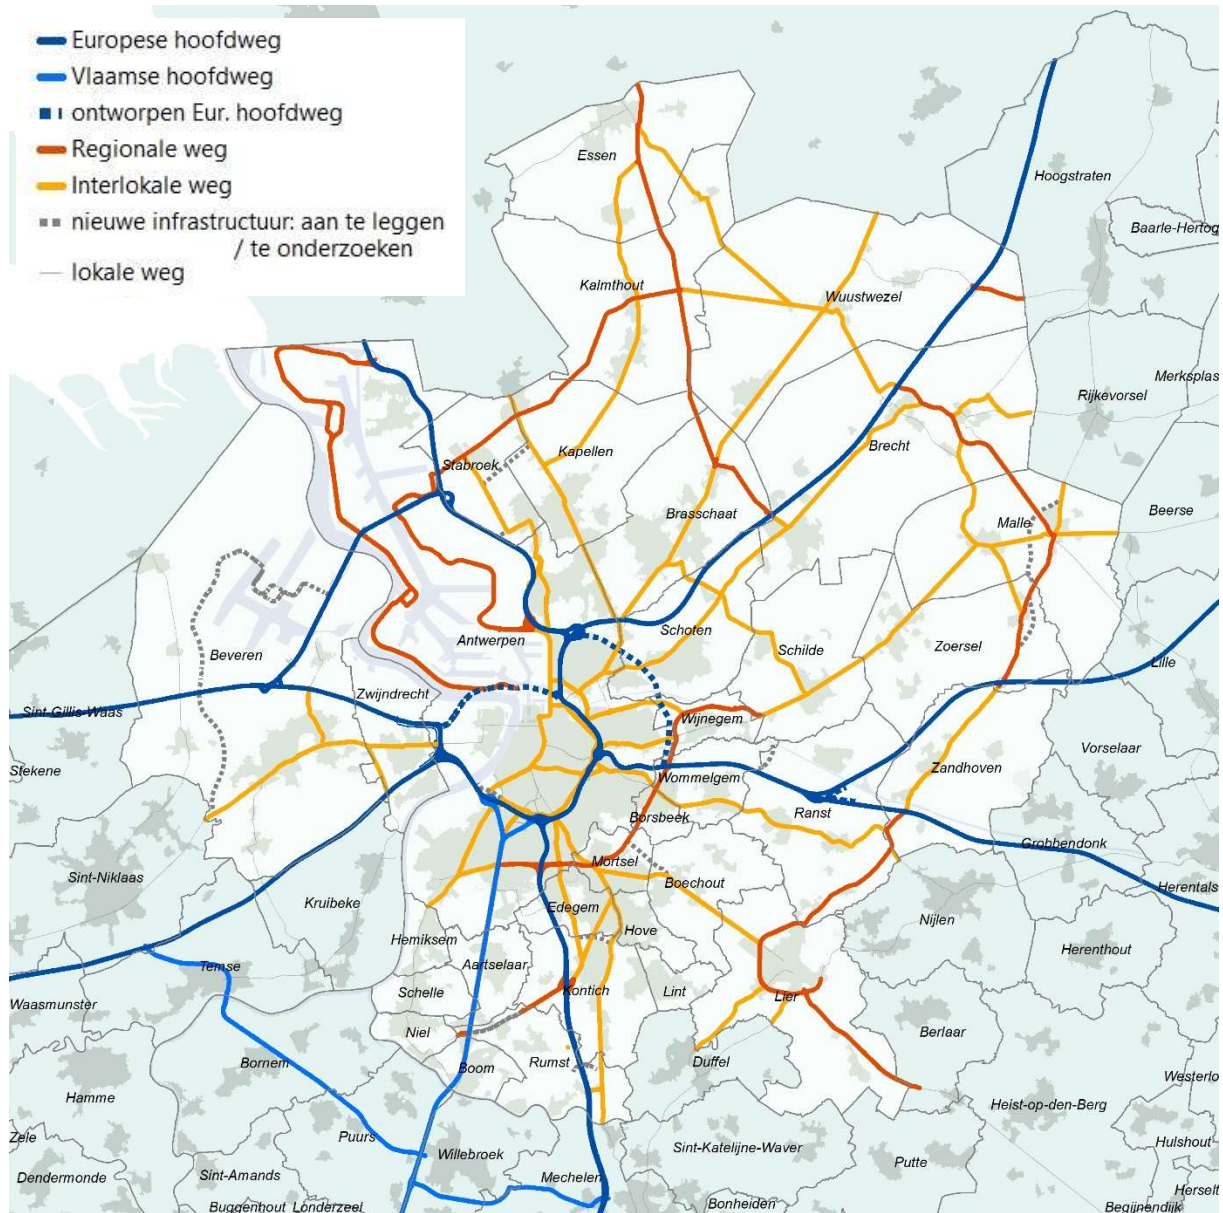 Europese hoofdweg
Vlaamse hoofdweg
ontworpen Eur. hoofdweg
Regionale weg
Interlokale weg
nieuwe infrastructuur: aan te leggen
/ te onderzoeken
lokale weg
Essen
Hoogstraten
Baarle-Hertog
Kalmthout
Wuustwezel
Merksplas
Rijkevorsel
Stabroek
Kapellen
Brecht
Brasschaat
Malle
Beerse
Antwerpen
Schoten
Schilde
Zoersel
Beveren
Lille
Zwijndrecht
Sint-Gillis-Waas
Wijnegem
Vorselaar
Stekene
Wommelgem
Zandhoven
Borsbeek
Ranst
Grobbendonk
Mortsel
Sint-Niklaas
Boechout
Herentals
Kruibeke
Edegem
Nijlen
Hemiksem
Hove
Herenthout
Temse
Aartselaar
Schelle
Kontich
Lint
Lier
Waasmunster
Niel
Berlaar
Bornem
Boom
Rumst
Duffel
Westerlo
Hamme
Heist-op-den-Berg
Zele
Puurs
Willebroek
Sint-Katelijne-Waver
Hulshout
Dendermonde
Sint-Amands
Mechelen
Putte
Herselt
Buggenhout
Londerzeel
Bonheiden
Begijnendijk